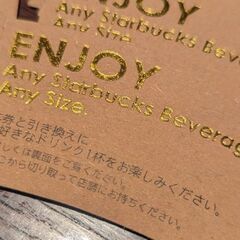 ENJOY
Any Starbucks Beverag
Any Size.
ENJOY
Any Starbucks Beverag
Any Size.
券と引き換えに、
好きなドリンク1杯をお楽しみください。
しくは裏面をご覧ください。
こから切り取って店舗にお持ちください。